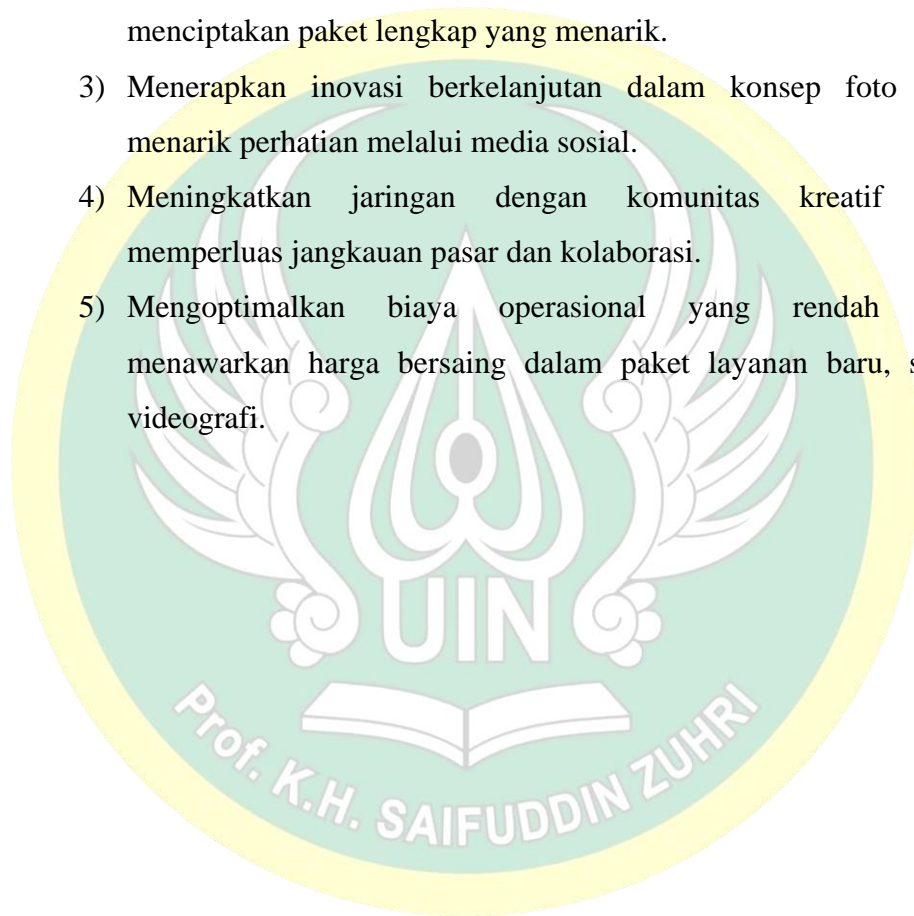 menciptakan paket lengkap yang menarik.
3) Menerapkan inovasi berkelanjutan dalam konsep foto
menarik perhatian melalui media sosial.
4) Meningkatkan jaringan dengan komunitas kreatif
memperluas jangkauan pasar dan kolaborasi.
5) Mengoptimalkan biaya operasional yang rendah
menawarkan harga bersaing dalam paket layanan baru, s
videografi.
UIN
Prof. K.H. SAIFUDDIN ZUHRI